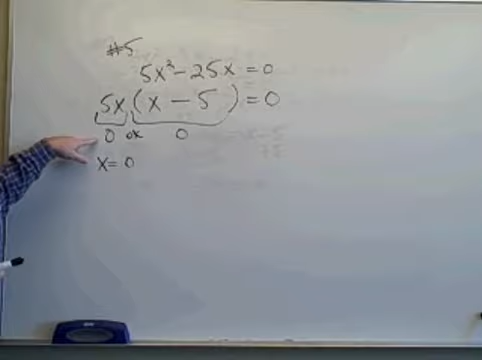 #5
5x² - 25x = 0
5x (x - 5) = 0
0 or 0
x = 0